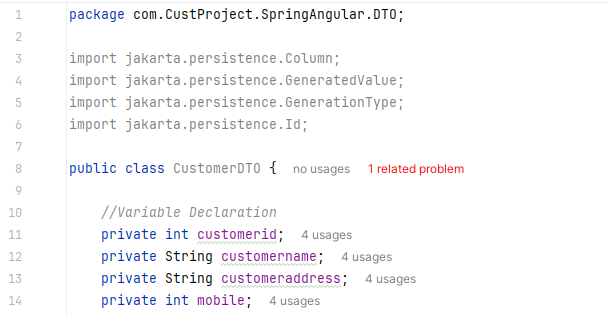 1 package com.CustProject.SpringAngular.DTO;
2
3 import jakarta.persistence.Column;
4 import jakarta.persistence.GeneratedValue;
5 import jakarta.persistence.GenerationType;
6 import jakarta.persistence.Id;
7
8 public class CustomerDTO { no usages 1 related problem
9
10 //Variable Declaration
11 private int customerid; 4 usages
12 private String customername; 4 usages
13 private String customeraddress; 4 usages
14 private int mobile; 4 usages